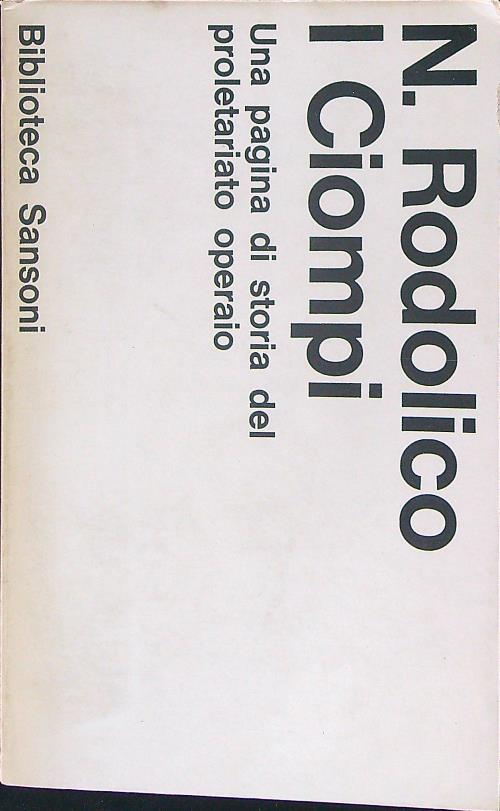 N. Rodolico
I Ciompi
Una pagina di storia del
proletariato operaio
Biblioteca Sansoni